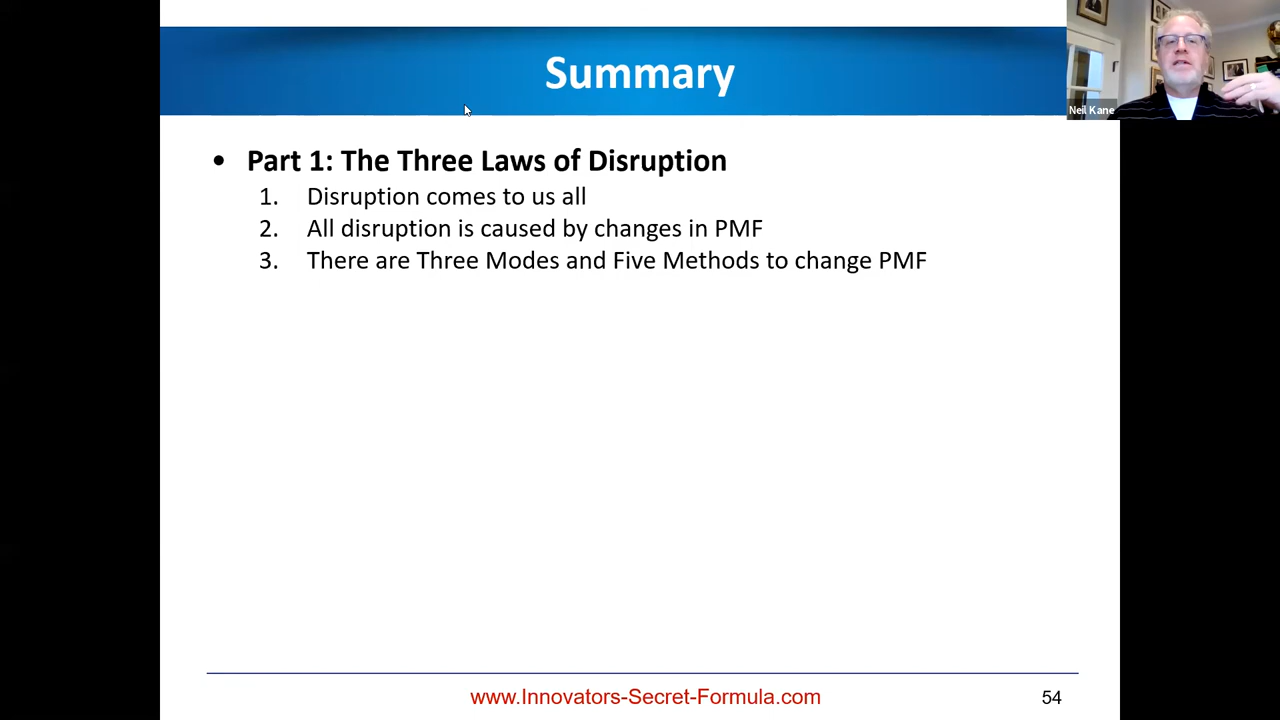 Summary
Neil Kane
• Part 1: The Three Laws of Disruption
1. Disruption comes to us all
2. All disruption is caused by changes in PMF
3. There are Three Modes and Five Methods to change PMF
www.Innovators-Secret-Formula.com
54